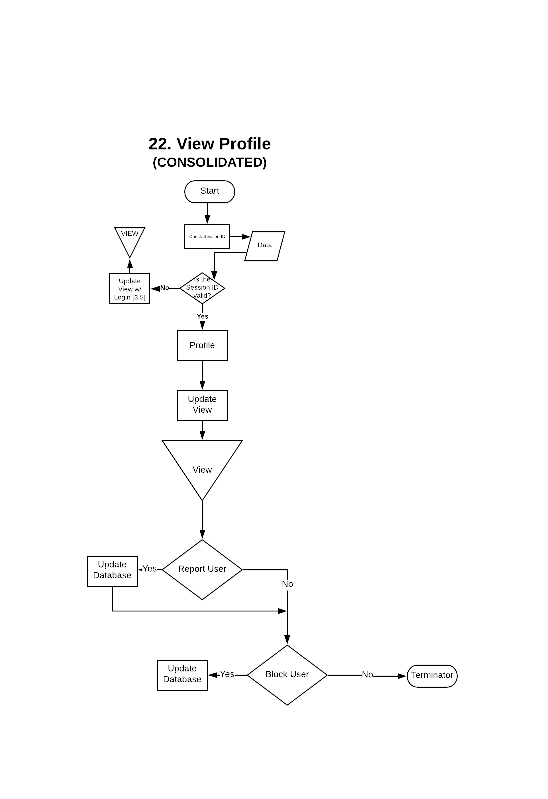 22. View Profile
(CONSOLIDATED)
Start
VIEW
Check Session ID
Data
Update
View w/
Login [3.5]
No
Is the
Session ID
valid?
Yes
Profile
Update
View
View
Update
Database
Yes
Report User
No
Update
Database
Yes
Block User
No
Terminator